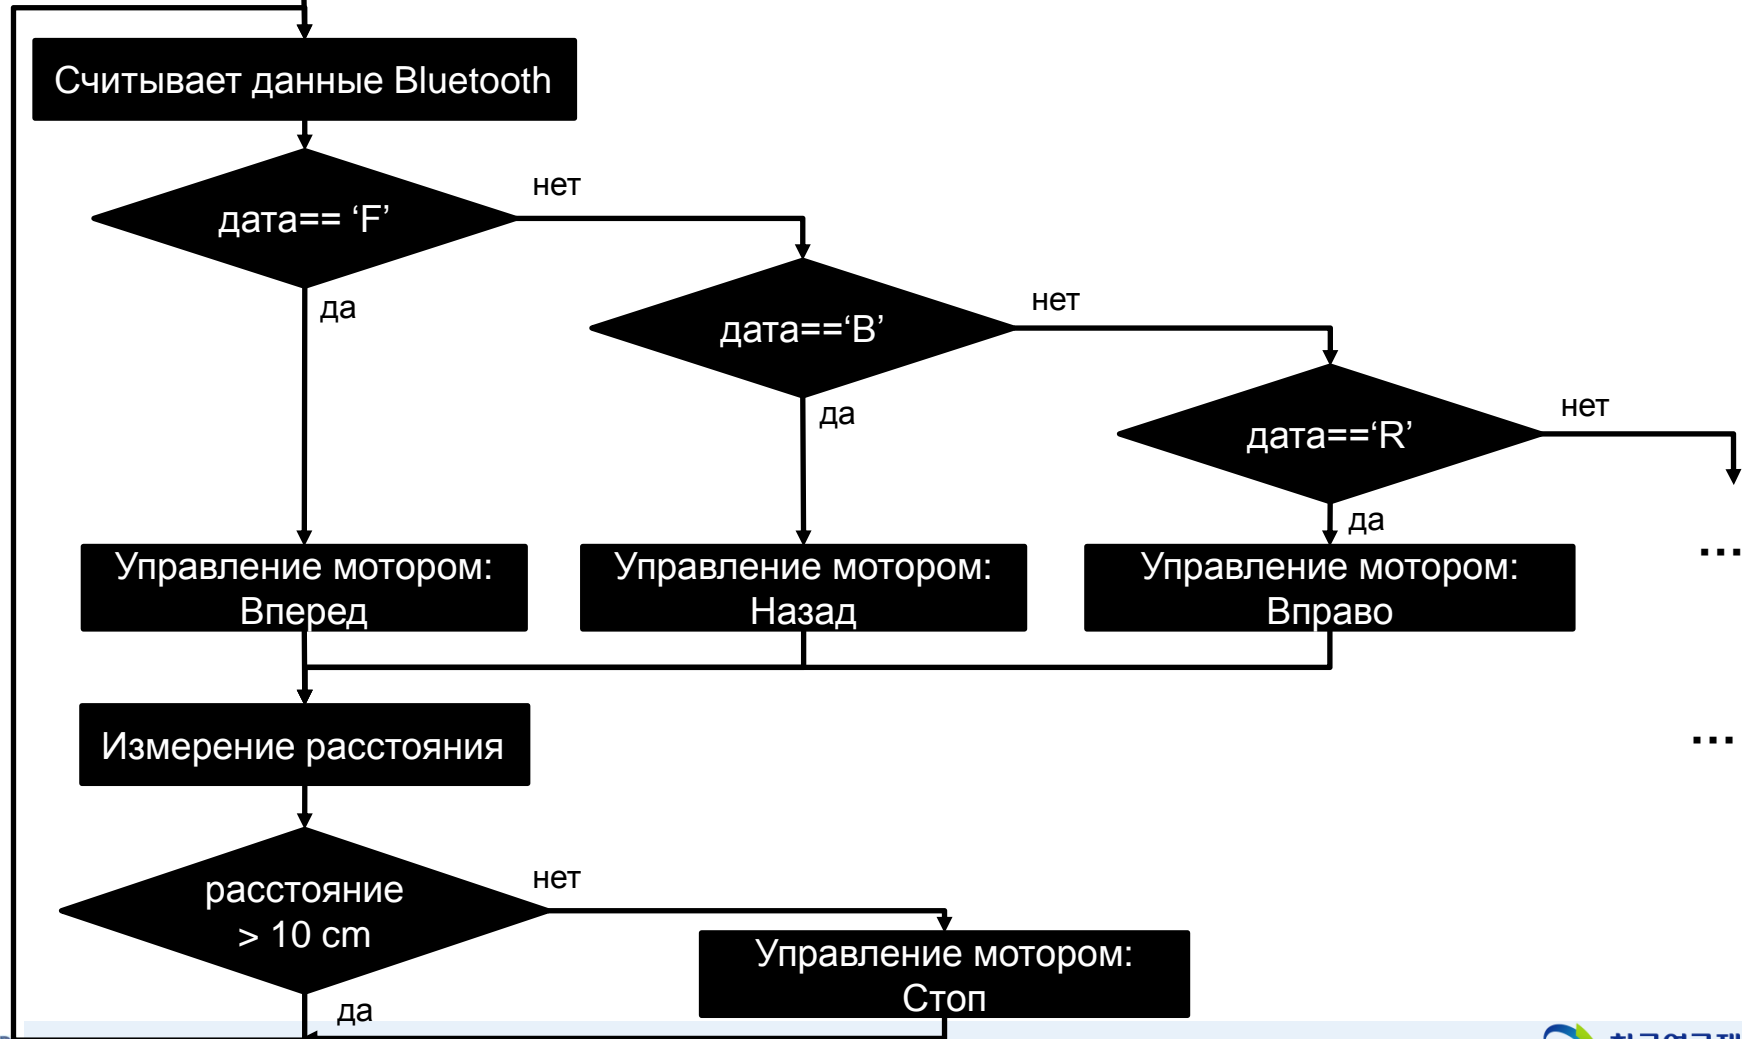 Считывает данные Bluetooth
дата== ‘F’
нет
да
дата==‘B’
нет
да
дата==‘R’
нет
да
Управление мотором:
Вперед
Управление мотором:
Назад
Управление мотором:
Вправо
...
Измерение расстояния
...
расстояние
> 10 cm
нет
да
Управление мотором:
Стоп